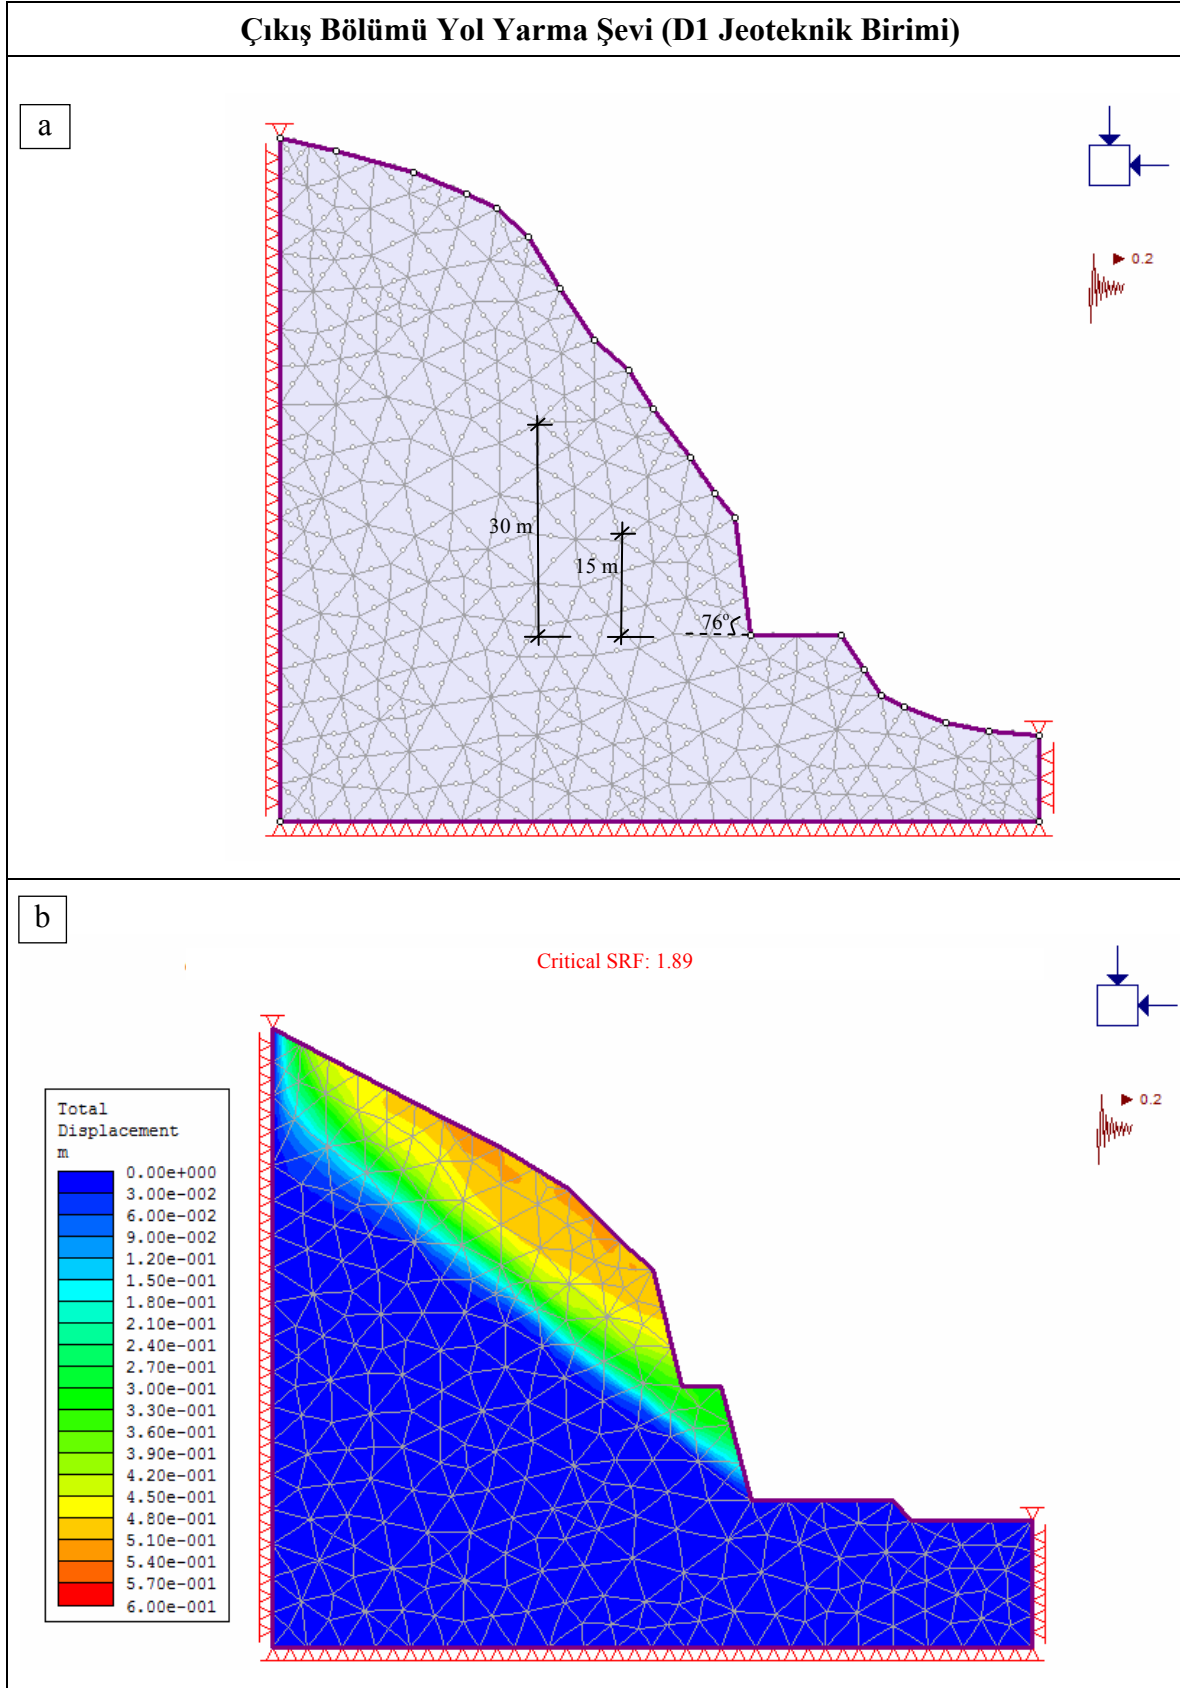 Çıkış Bölümü Yol Yarma Şevi (D1 Jeoteknik Birimi)
a
0.2
30 m
15 m
76°
b
Critical SRF: 1.89
0.2
Total
Displacement
m
0.00e+000
3.00e-002
6.00e-002
9.00e-002
1.20e-001
1.50e-001
1.80e-001
2.10e-001
2.40e-001
2.70e-001
3.00e-001
3.30e-001
3.60e-001
3.90e-001
4.20e-001
4.50e-001
4.80e-001
5.10e-001
5.40e-001
5.70e-001
6.00e-001